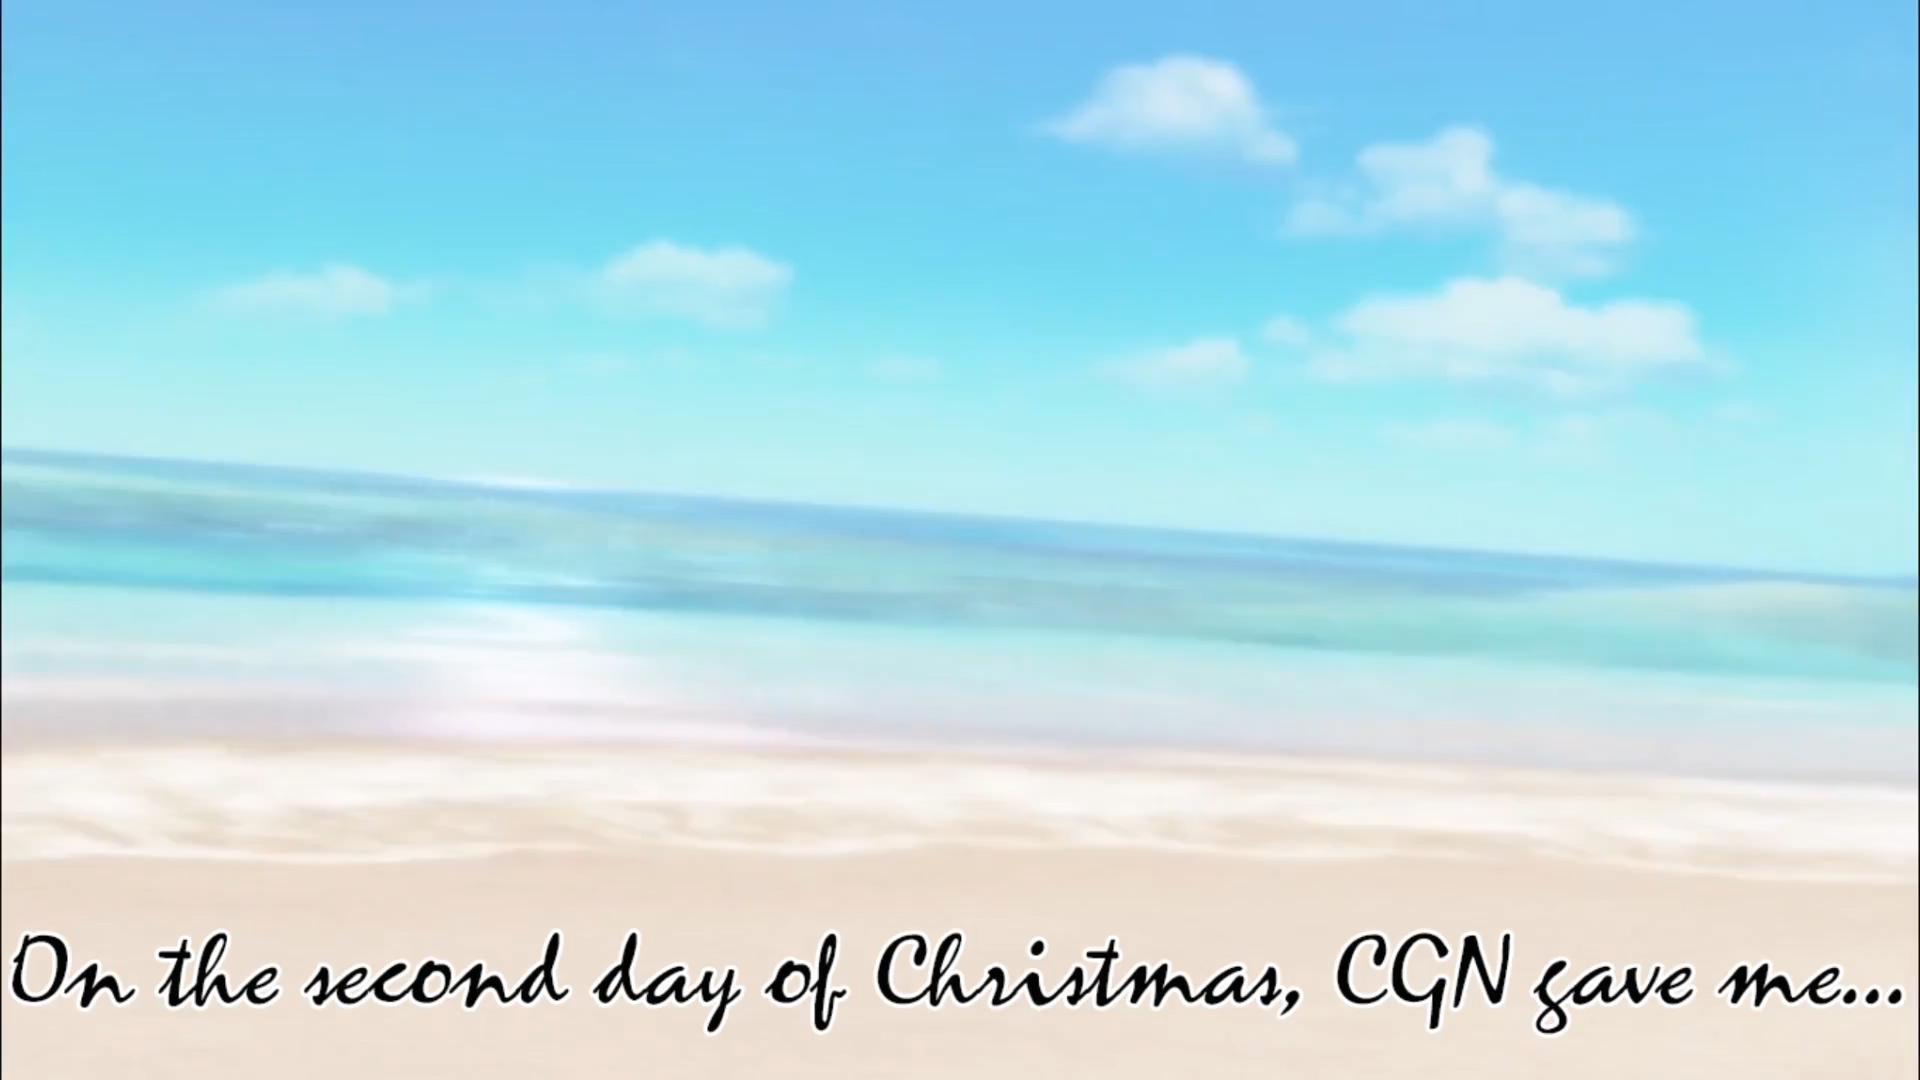 On the second day of Christmas, CGN gave me...